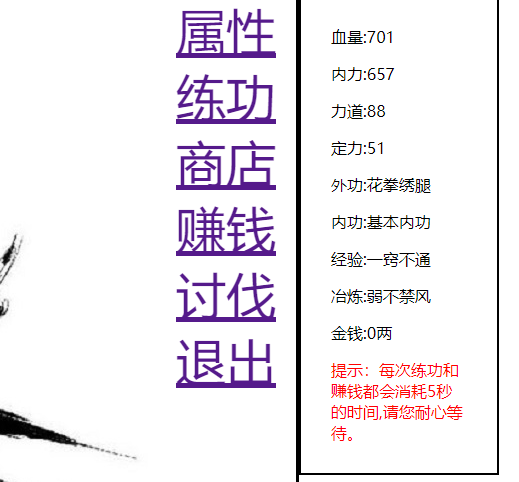 属性
练功
商店
赚钱
讨伐
退出
血量:701
内力:657
力道:88
定力:51
外功:花拳绣腿
内功:基本内功
经验:一窍不通
冶炼:弱不禁风
金钱:0两
提示：每次练功和
赚钱都会消耗5秒
的时间,请您耐心等
待。